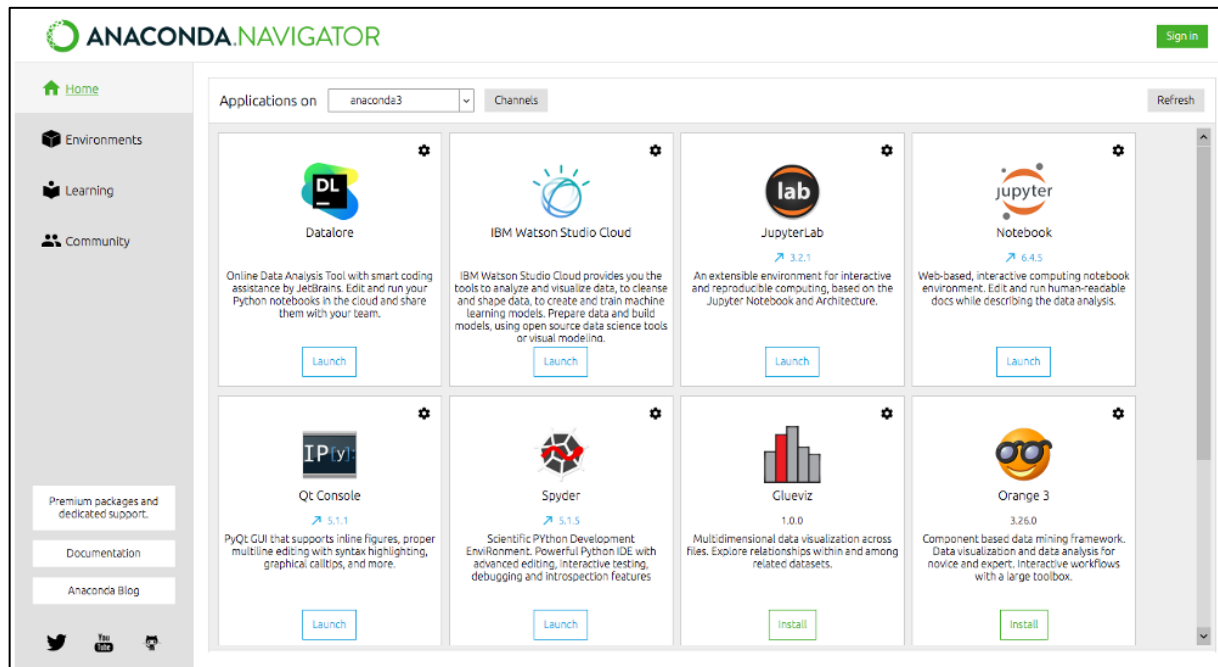 ANACONDA.NAVIGATOR
Sign in
Home
Applications on
anaconda3
Channels
Refresh
Environments
Learning
Community
DL
Datalore
Online Data Analysis Tool with smart coding
assistance by JetBrains. Edit and run your
Python notebooks in the cloud and share
them with your team.
Launch
IBM Watson Studio Cloud
IBM Watson Studio Cloud provides you the
tools to analyze and visualize data, to cleanse
and shape data, to create and train machine
learning models. Prepare data and build
models, using open source data science tools
or visual modeling.
Launch
lab
JupyterLab
3.2.1
An extensible environment for interactive
and reproducible computing, based on the
Jupyter Notebook and Architecture.
Launch
jupyter
Notebook
6.4.5
Web-based, interactive computing notebook
environment. Edit and run human-readable
docs while describing the data analysis.
Launch
IP[y]:
Qt Console
5.1.1
PyQt GUI that supports inline figures, proper
multiline editing with syntax highlighting,
graphical calltips, and more.
Launch
Spyder
5.1.5
Scientific PYthon Development
EnviRonment. Powerful Python IDE with
advanced editing, interactive testing,
debugging and introspection features
Launch
Glueviz
1.0.0
Multidimensional data visualization across
files. Explore relationships within and among
related datasets.
Install
Orange 3
3.26.0
Component based data mining framework.
Data visualization and data analysis for
novice and expert. Interactive workflows
with a large toolbox.
Install
Premium packages and
dedicated support.
Documentation
Anaconda Blog
You
Tube